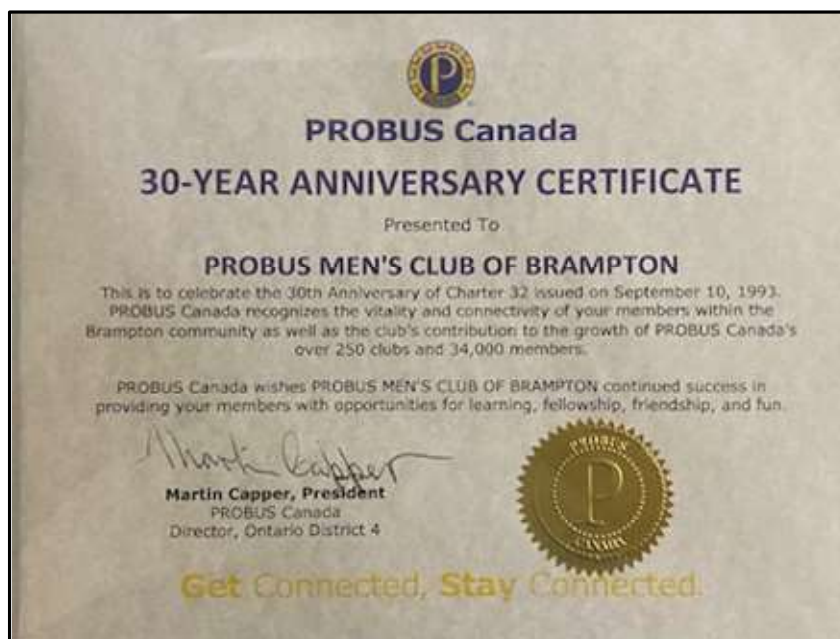 P
PROBUS Canada
30-YEAR ANNIVERSARY CERTIFICATE
Presented To
PROBUS MEN'S CLUB OF BRAMPTON
This is to celebrate the 30th Anniversary of Charter 32 issued on September 10, 1993.
PROBUS Canada recognizes the vitality and connectivity of your members within the
Brampton community as well as the club's contribution to the growth of PROBUS Canada's
over 250 clubs and 34,000 members.
PROBUS Canada wishes PROBUS MEN'S CLUB OF BRAMPTON continued success in
providing your members with opportunities for learning, fellowship, friendship, and fun.
Martin Capper
Martin Capper, President
PROBUS Canada
Director, Ontario District 4
PROBUS
P
CANADA
Get Connected, Stay Connected.